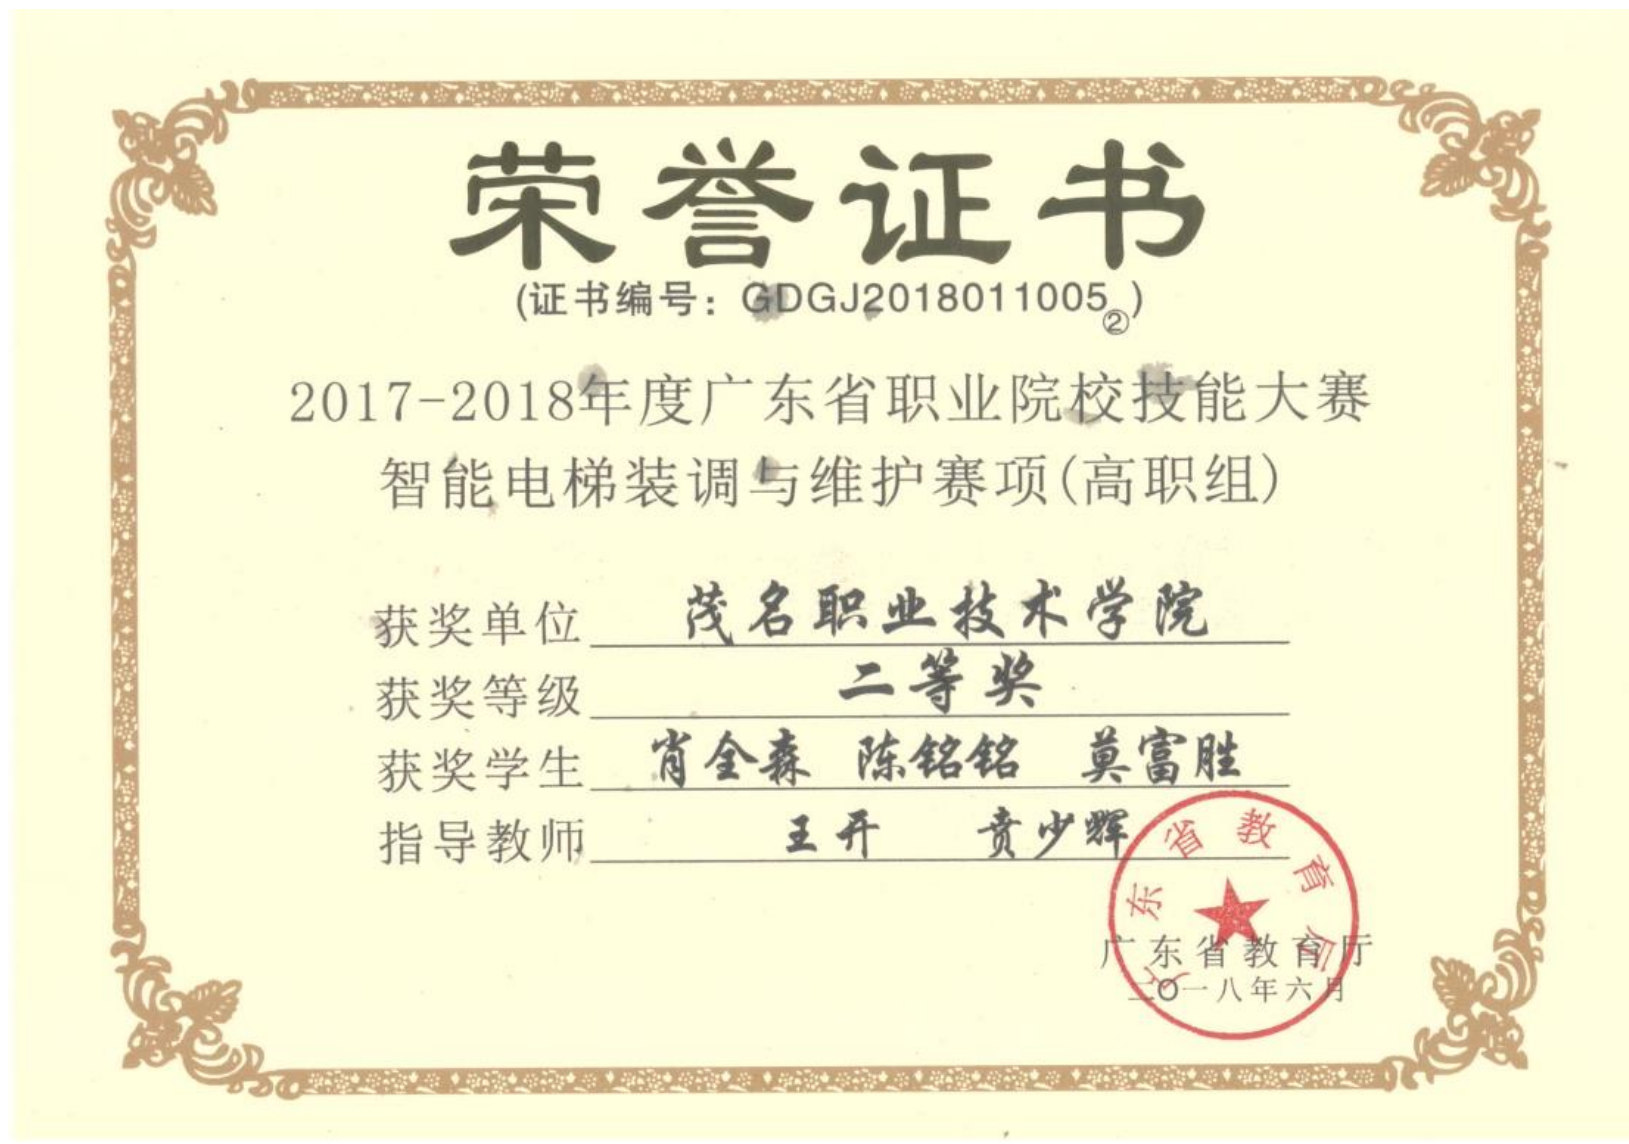 荣誉证书
(证书编号：GDGJ2018011005②)
2017-2018年度广东省职业院校技能大赛
智能电梯装调与维护赛项(高职组)
获奖单位 茂名职业技术学院
获奖等级 二等奖
获奖学生 肖全森 陈铭铭 莫富胜
指导教师 王开 贲少辉
广东省教育厅
广东省教育厅
二〇一八年六月